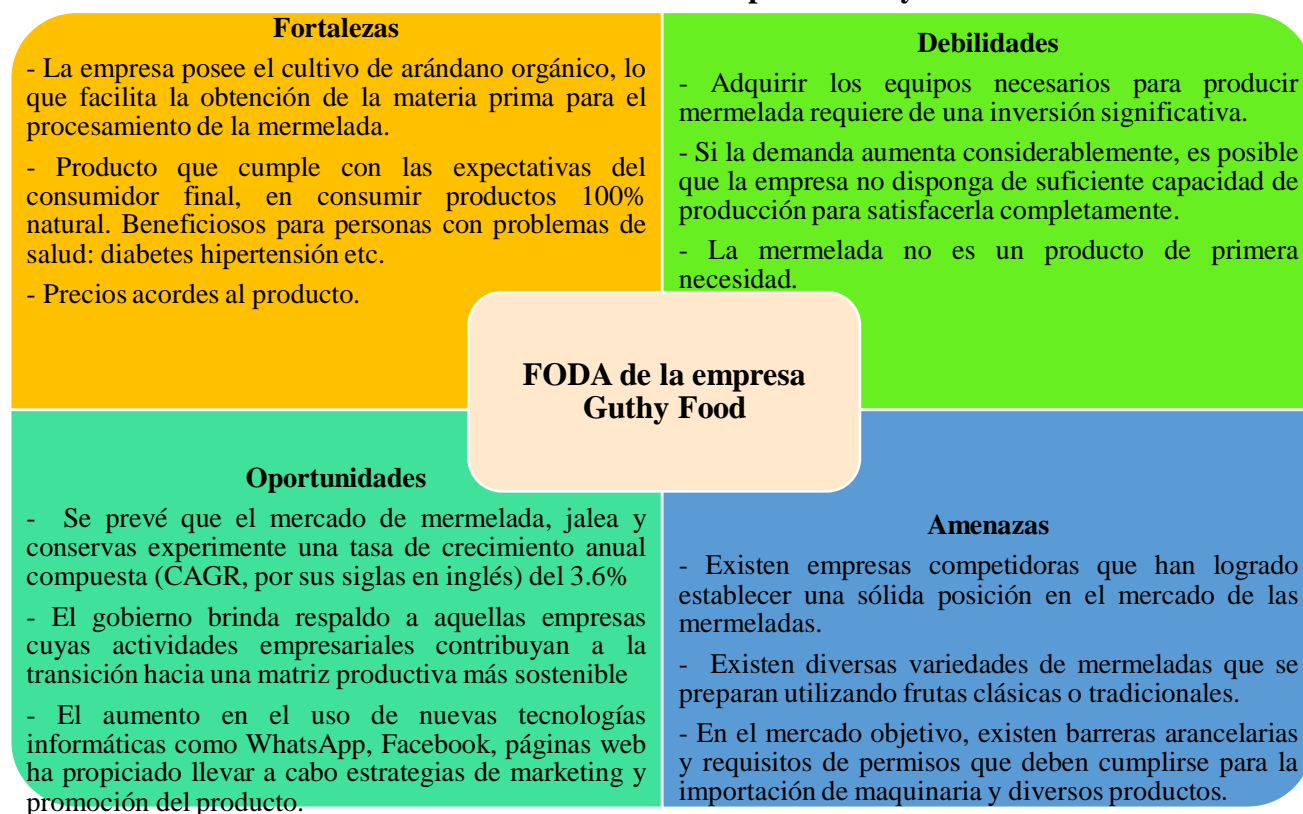 Fortalezas
- La empresa posee el cultivo de arándano orgánico, lo
que facilita la obtención de la materia prima para el
procesamiento de la mermelada.
- Producto que cumple con las expectativas del
consumidor final, en consumir productos 100%
natural. Beneficiosos para personas con problemas de
salud: diabetes hipertensión etc.
- Precios acordes al producto.
Debilidades
- Adquirir los equipos necesarios para producir
mermelada requiere de una inversión significativa.
- Si la demanda aumenta considerablemente, es posible
que la empresa no disponga de suficiente capacidad de
producción para satisfacerla completamente.
- La mermelada no es un producto de primera
necesidad.
FODA de la empresa
Guthy Food
Oportunidades
- Se prevé que el mercado de mermelada, jalea y
conservas experimente una tasa de crecimiento anual
compuesta (CAGR, por sus siglas en inglés) del 3.6%
- El gobierno brinda respaldo a aquellas empresas
cuyas actividades empresariales contribuyan a la
transición hacia una matriz productiva más sostenible
- El aumento en el uso de nuevas tecnologías
informáticas como WhatsApp, Facebook, páginas web
ha propiciado llevar a cabo estrategias de marketing y
promoción del producto.
Amenazas
- Existen empresas competidoras que han logrado
establecer una sólida posición en el mercado de las
mermeladas.
- Existen diversas variedades de mermeladas que se
preparan utilizando frutas clásicas o tradicionales.
- En el mercado objetivo, existen barreras arancelarias
y requisitos de permisos que deben cumplirse para la
importación de maquinaria y diversos productos.